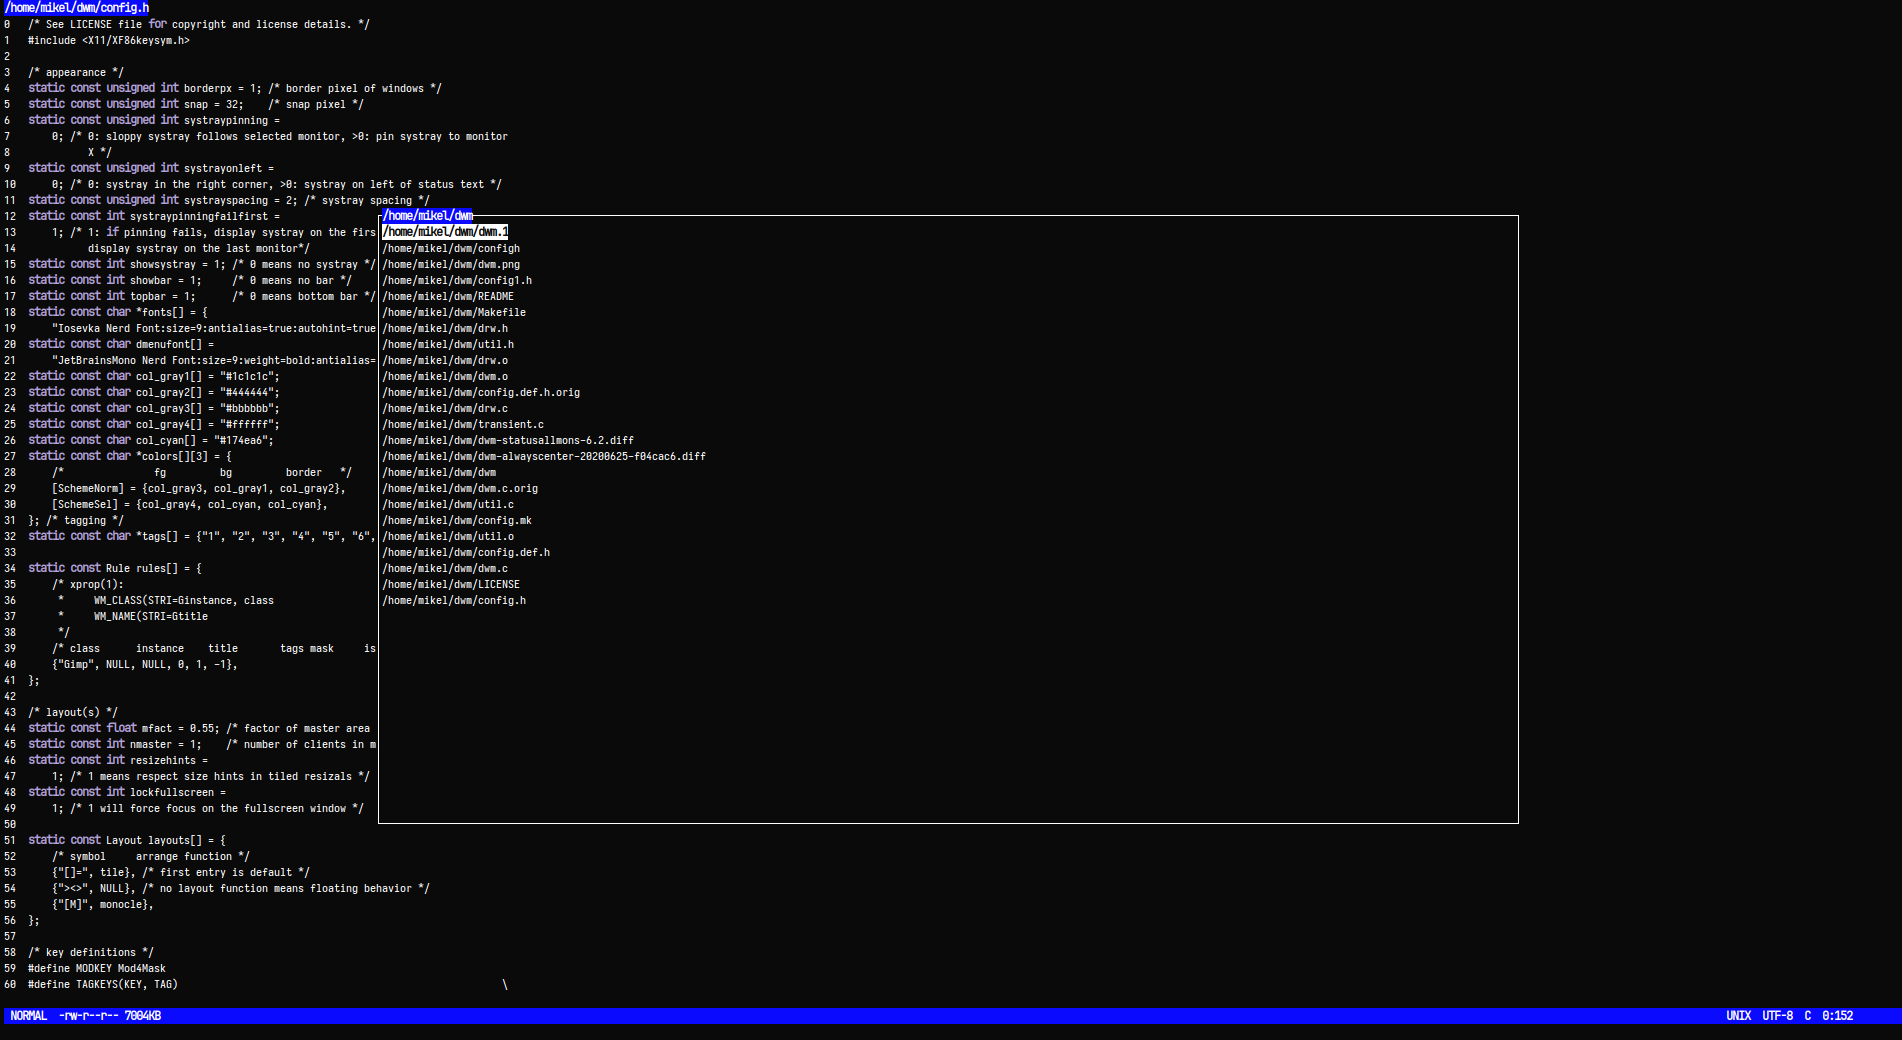 /home/mikel/dwm/config.h
0 /* See LICENSE file for copyright and license details. */
1 #include <X11/XF86keysym.h>
2
3 /* appearance */
4 static const unsigned int borderpx = 1; /* border pixel of windows */
5 static const unsigned int snap = 32; /* snap pixel */
6 static const unsigned int systraypinning =
7 0; /* 0: sloppy systray follows selected monitor, >0: pin systray to monitor
8 X */
9 static const unsigned int systrayonleft =
10 0; /* 0: systray in the right corner, >0: systray on left of status text */
11 static const unsigned int systrayspacing = 2; /* systray spacing */
12 static const int systraypinningfailfirst =
13 1; /* 1: if pinning fails, display systray on the firs
14 display systray on the last monitor*/
15 static const int showsystray = 1; /* 0 means no systray */
16 static const int showbar = 1; /* 0 means no bar */
17 static const int topbar = 1; /* 0 means bottom bar */
18 static const char *fonts[] = {
19 "Iosevka Nerd Font:size=9:antialias=true:autohint=true
20 static const char dmenufont[] =
21 "JetBrainsMono Nerd Font:size=9:weight=bold:antialias=
22 static const char col_gray1[] = "#1c1c1c";
23 static const char col_gray2[] = "#444444";
24 static const char col_gray3[] = "#bbbbbb";
25 static const char col_gray4[] = "#ffffff";
26 static const char col_cyan[] = "#174ea6";
27 static const char *colors[][3] = {
28 /* fg bg border */
29 [SchemeNorm] = {col_gray3, col_gray1, col_gray2},
30 [SchemeSel] = {col_gray4, col_cyan, col_cyan},
31 }; /* tagging */
32 static const char *tags[] = {"1", "2", "3", "4", "5", "6",
33
34 static const Rule rules[] = {
35 /* xprop(1):
36 * WM_CLASS(STRI=Ginstance, class
37 * WM_NAME(STRI=Gtitle
38 */
39 /* class instance title tags mask is
40 {"Gimp", NULL, NULL, 0, 1, -1},
41 };
42
43 /* layout(s) */
44 static const float mfact = 0.55; /* factor of master area
45 static const int nmaster = 1; /* number of clients in m
46 static const int resizehints =
47 1; /* 1 means respect size hints in tiled resizals */
48 static const int lockfullscreen =
49 1; /* 1 will force focus on the fullscreen window */
50
51 static const Layout layouts[] = {
52 /* symbol arrange function */
53 {"[]=", tile}, /* first entry is default */
54 {"><>", NULL}, /* no layout function means floating behavior */
55 {"[M]", monocle},
56 };
57
58 /* key definitions */
59 #define MODKEY Mod4Mask
60 #define TAGKEYS(KEY, TAG) \
/home/mikel/dwm
/home/mikel/dwm/dwm.1
/home/mikel/dwm/configh
/home/mikel/dwm/dwm.png
/home/mikel/dwm/config1.h
/home/mikel/dwm/README
/home/mikel/dwm/Makefile
/home/mikel/dwm/drw.h
/home/mikel/dwm/util.h
/home/mikel/dwm/drw.o
/home/mikel/dwm/dwm.o
/home/mikel/dwm/config.def.h.orig
/home/mikel/dwm/drw.c
/home/mikel/dwm/transient.c
/home/mikel/dwm/dwm-statusallmons-6.2.diff
/home/mikel/dwm/dwm-alwayscenter-20200625-f04cac6.diff
/home/mikel/dwm/dwm
/home/mikel/dwm/dwm.c.orig
/home/mikel/dwm/util.c
/home/mikel/dwm/config.mk
/home/mikel/dwm/util.o
/home/mikel/dwm/config.def.h
/home/mikel/dwm/dwm.c
/home/mikel/dwm/LICENSE
/home/mikel/dwm/config.h
NORMAL -rw-r--r-- 7004KB UNIX UTF-8 C 0:152